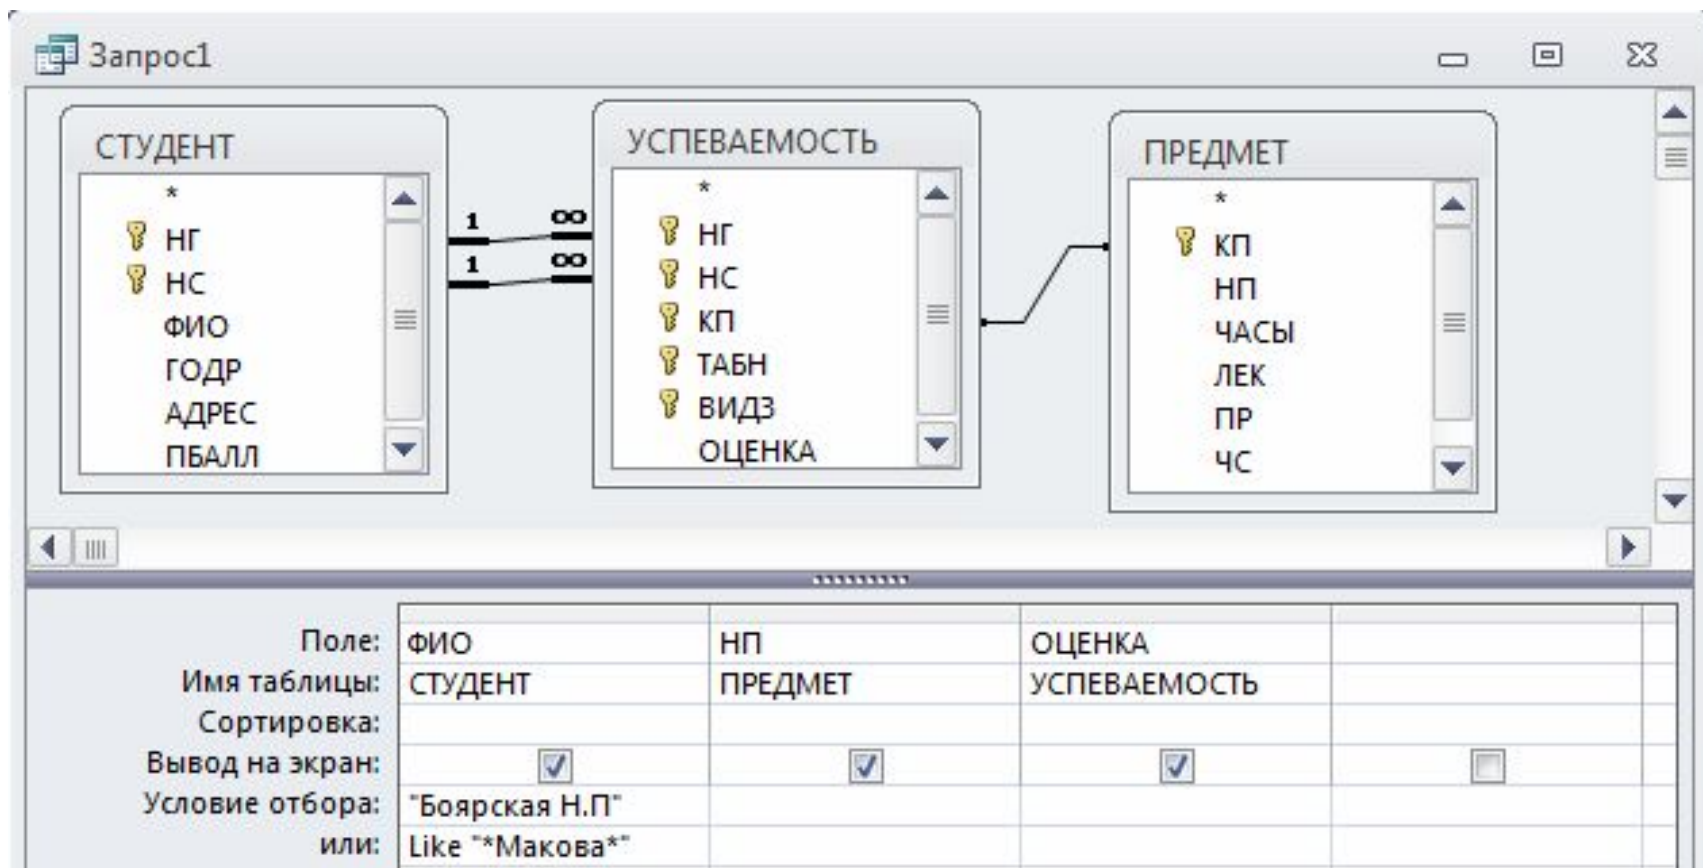 Запрос1
СТУДЕНТ
*
НГ
НС
ФИО
ГОДР
АДРЕС
ПБАЛЛ
1 ∞
1 ∞
УСПЕВАЕМОСТЬ
*
НГ
НС
КП
ТАБН
ВИДЗ
ОЦЕНКА
ПРЕДМЕТ
*
КП
НП
ЧАСЫ
ЛЕК
ПР
ЧС
Поле: ФИО НП ОЦЕНКА
Имя таблицы: СТУДЕНТ ПРЕДМЕТ УСПЕВАЕМОСТЬ
Сортировка:
Вывод на экран:
Условие отбора: "Боярская Н.П"
или: Like "*Макова*"